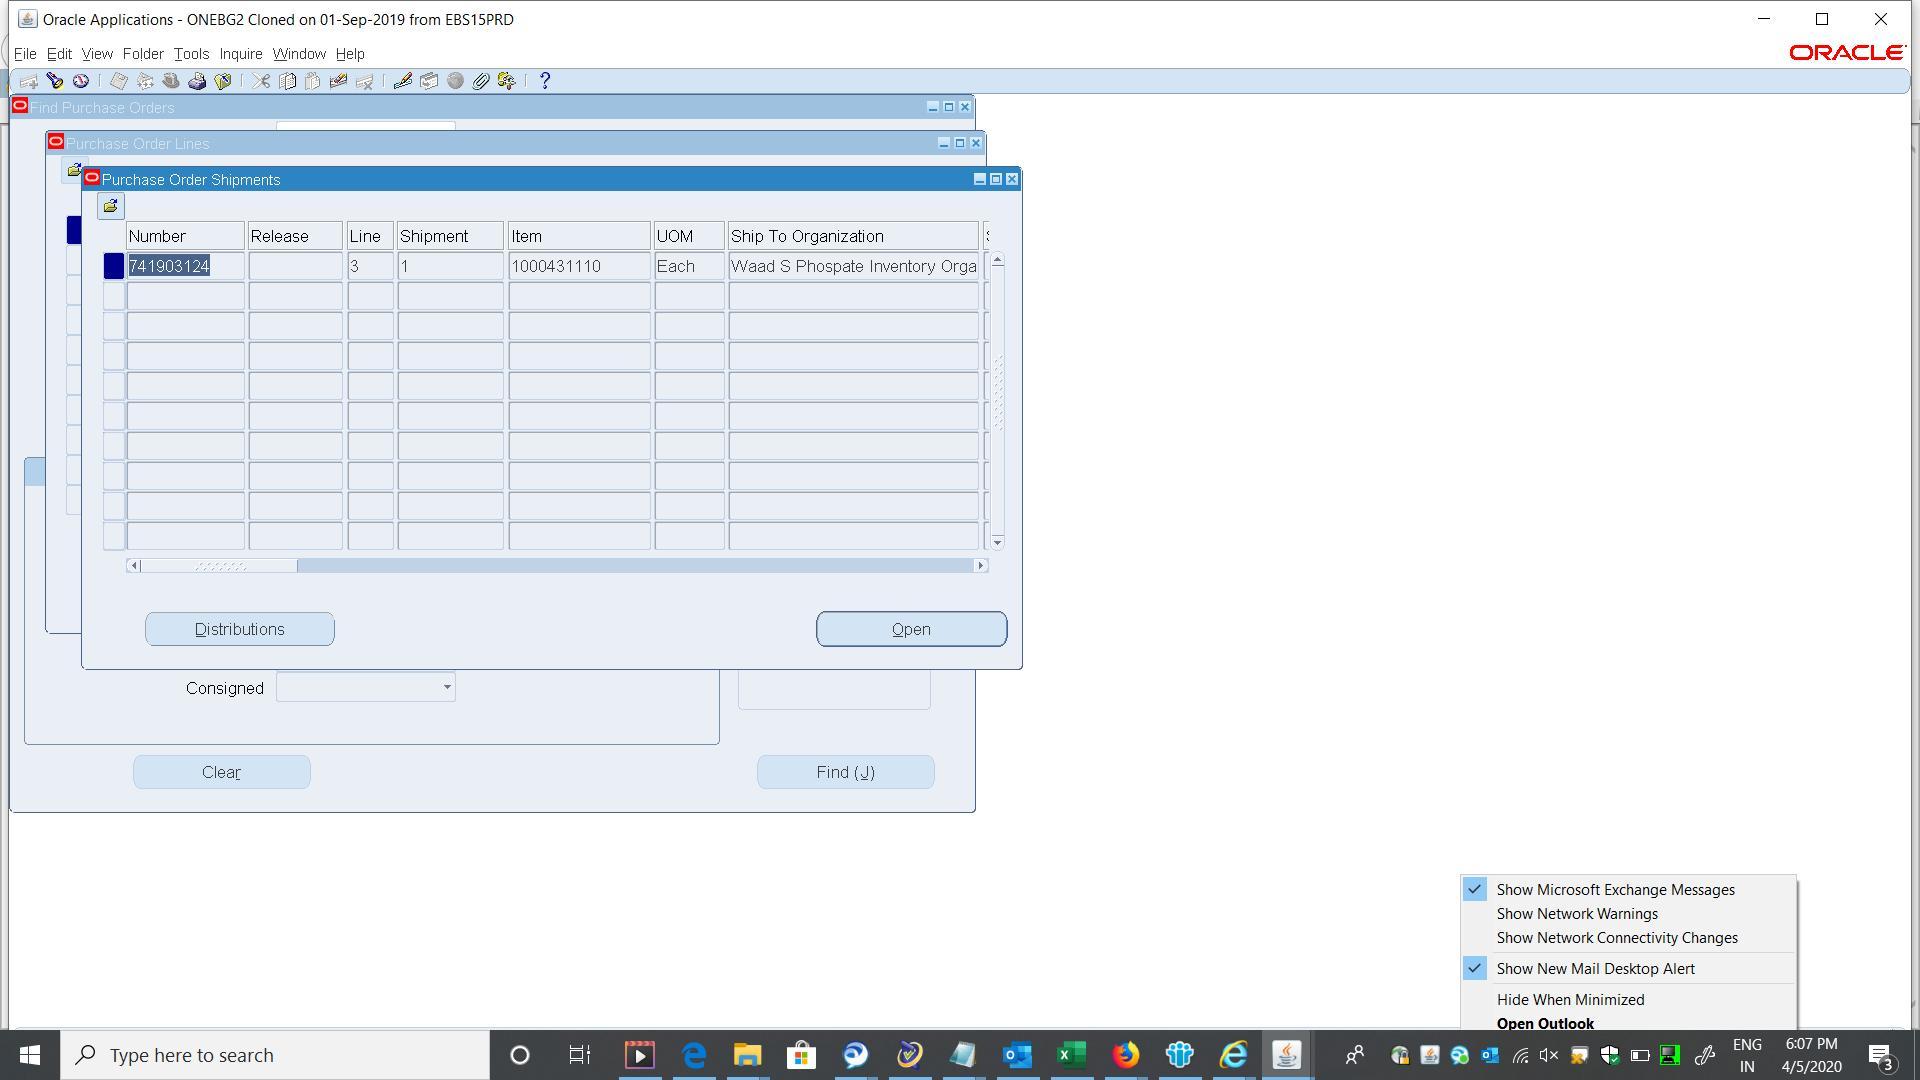 Oracle Applications - ONEBG2 Cloned on 01-Sep-2019 from EBS15PRD
File Edit View Folder Tools Inquire Window Help
ORACLE
Find Purchase Orders
Purchase Order Lines
Purchase Order Shipments
Number Release Line Shipment Item UOM Ship To Organization
741903124 3 1 1000431110 Each Waad S Phospate Inventory Orga
Distributions Open
Consigned
Clear Find (J)
Show Microsoft Exchange Messages
Show Network Warnings
Show Network Connectivity Changes
Show New Mail Desktop Alert
Hide When Minimized
Open Outlook
Type here to search
ENG
IN
6:07 PM
4/5/2020
3